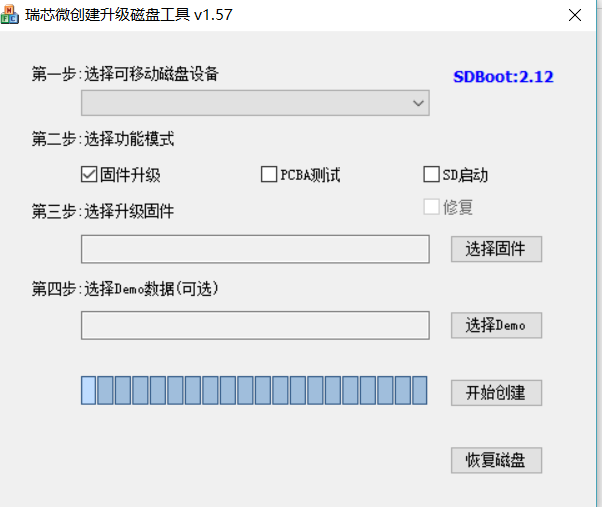 瑞芯微创建升级磁盘工具 v1.57
第一步:选择可移动磁盘设备
SDBoot:2.12
第二步:选择功能模式
固件升级 PCBA测试 SD启动
第三步:选择升级固件 修复
选择固件
第四步:选择Demo数据(可选)
选择Demo
开始创建
恢复磁盘